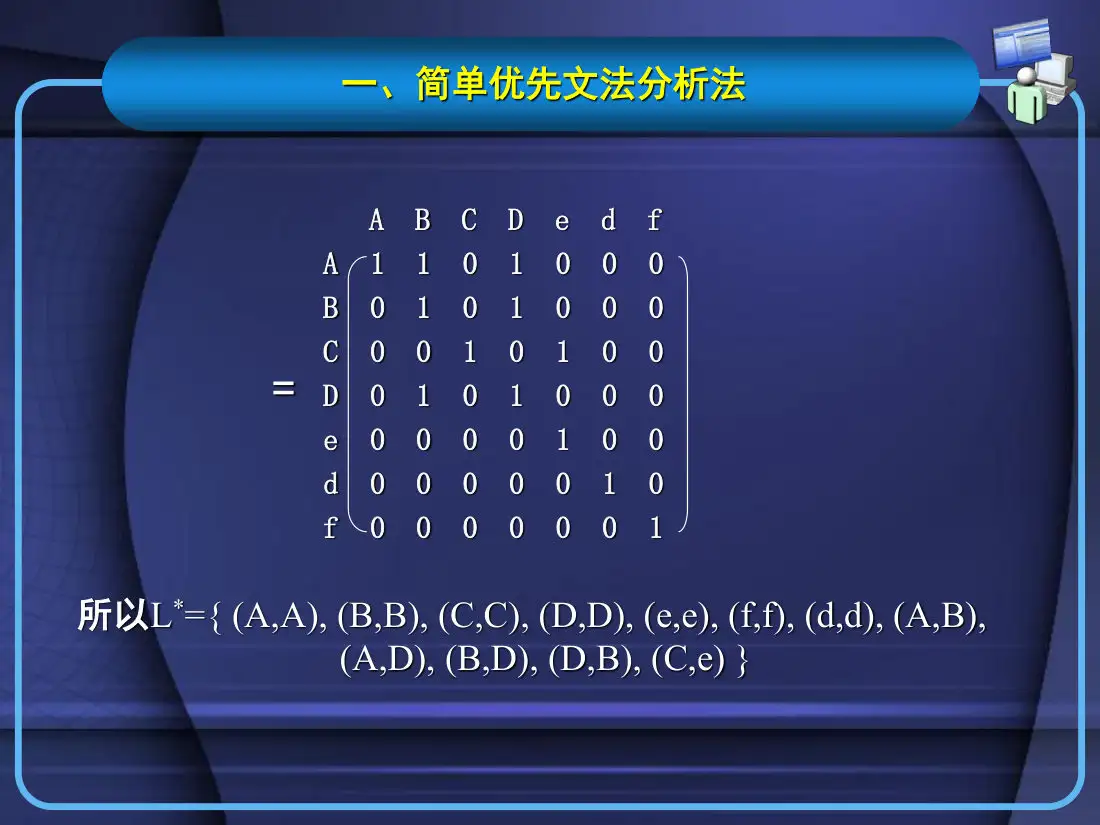 一、简单优先文法分析法
A B C D e d f
A 1 1 0 1 0 0 0
B 0 1 0 1 0 0 0
C 0 0 1 0 1 0 0
= D 0 1 0 1 0 0 0
e 0 0 0 0 1 0 0
d 0 0 0 0 0 1 0
f 0 0 0 0 0 0 1
所以L*={ (A,A), (B,B), (C,C), (D,D), (e,e), (f,f), (d,d), (A,B),
(A,D), (B,D), (D,B), (C,e) }